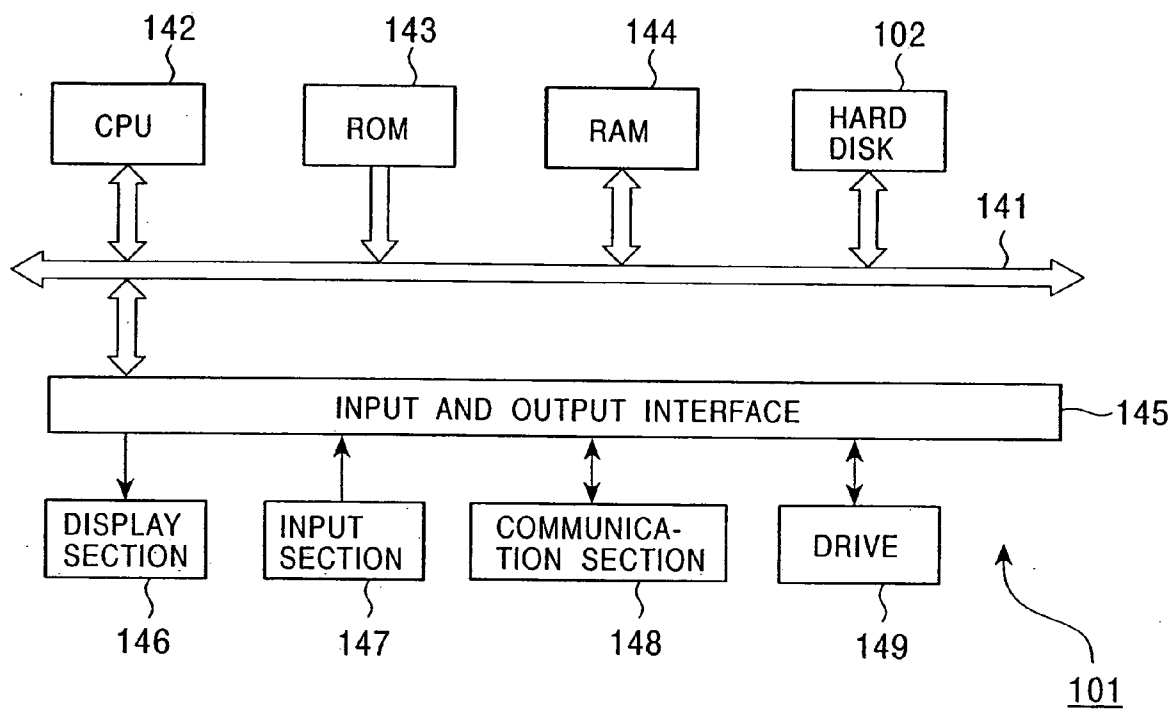 142
143
144
102
CPU
ROM
RAM
HARD
DISK
141
INPUT AND OUTPUT INTERFACE
145
DISPLAY
SECTION
INPUT
SECTION
COMMUNICA-
TION SECTION
DRIVE
146
147
148
149
101